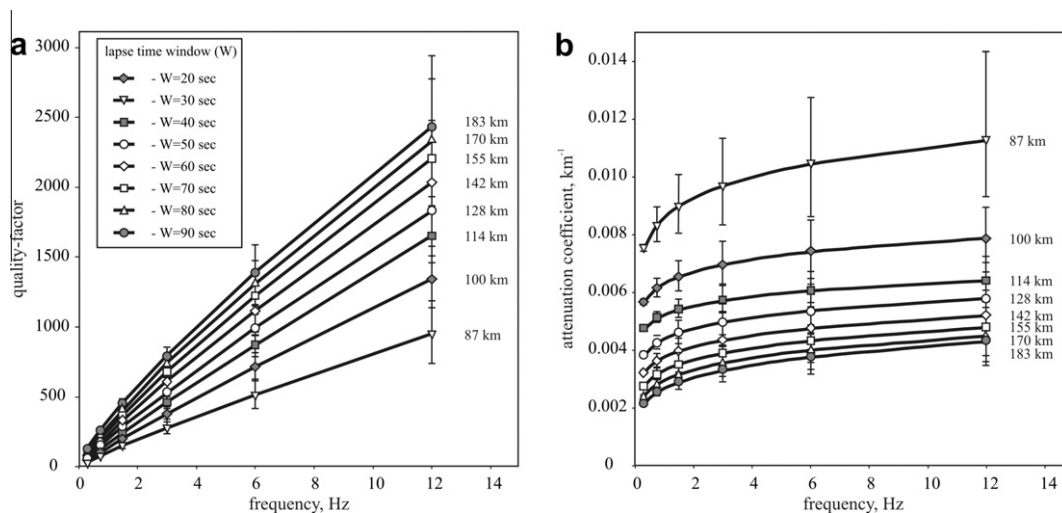 a
quality-factor
3000
2500
2000
1500
1000
500
0
lapse time window (W)
- W=20 sec
- W=30 sec
- W=40 sec
- W=50 sec
- W=60 sec
- W=70 sec
- W=80 sec
- W=90 sec
183 km
170 km
155 km
142 km
128 km
114 km
100 km
87 km
0 2 4 6 8 10 12 14
frequency, Hz
b
attenuation coefficient, km⁻¹
0.014
0.012
0.010
0.008
0.006
0.004
0.002
0
87 km
100 km
114 km
128 km
142 km
155 km
170 km
183 km
0 2 4 6 8 10 12 14
frequency, Hz